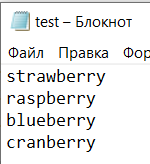 test – Блокнот
Файл Правка Фор
strawberry
raspberry
blueberry
cranberry